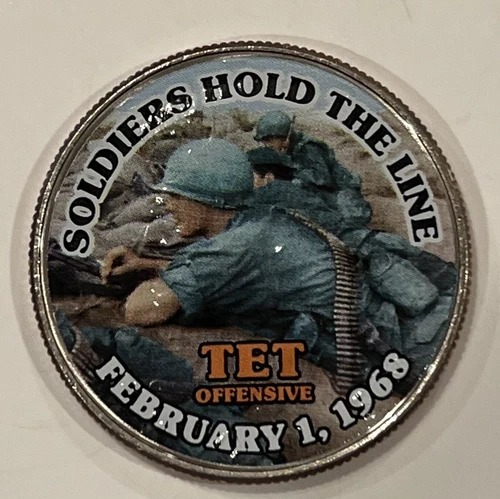 SOLDIERS HOLD THE LINE
TET
OFFENSIVE
FEBRUARY 1, 1968